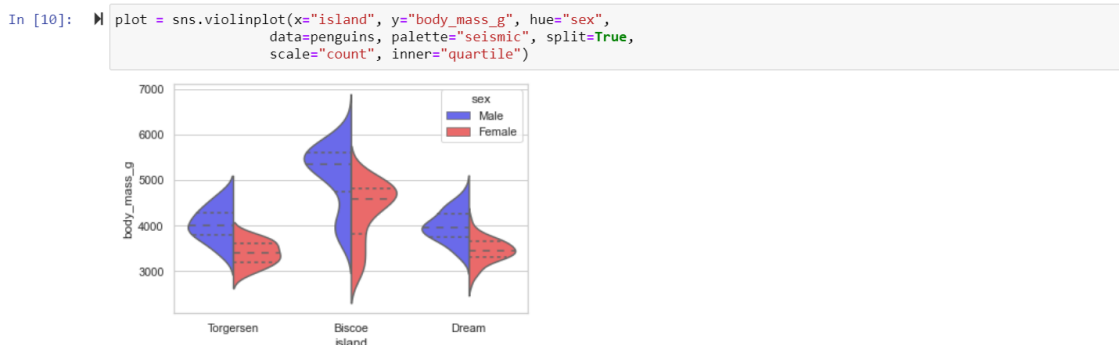 In [10]:
plot = sns.violinplot(x="island", y="body_mass_g", hue="sex",
data=penguins, palette="seismic", split=True,
scale="count", inner="quartile")
7000
6000
5000
4000
3000
body_mass_g
sex
Male
Female
Torgersen Biscoe Dream
island